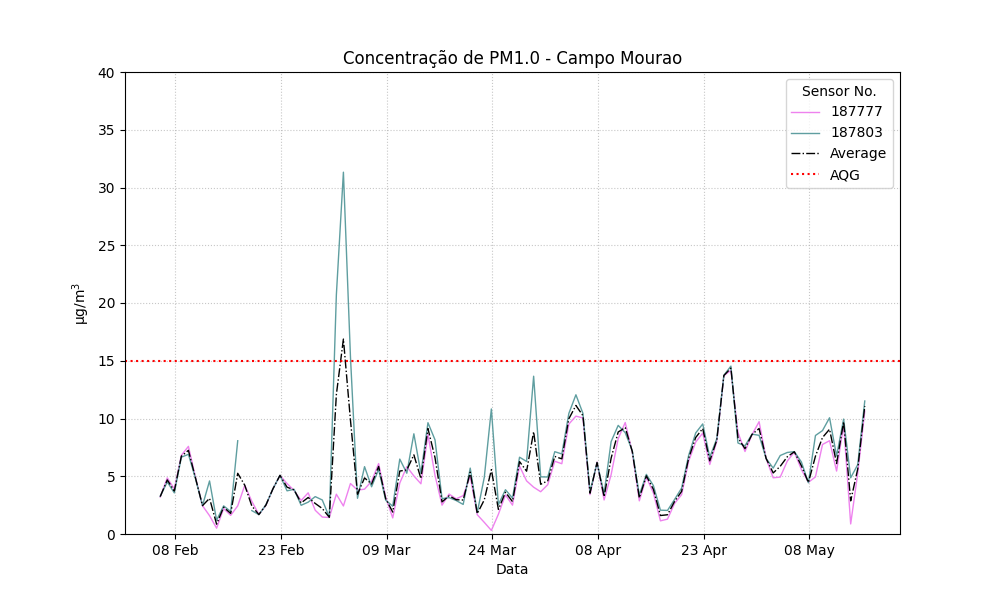 Concentração de PM1.0 - Campo Mourao
Sensor No.
187777
187803
Average
AQG
40
35
30
25
20
15
10
5
0
µg/m³
08 Feb
23 Feb
09 Mar
24 Mar
08 Apr
23 Apr
08 May
Data